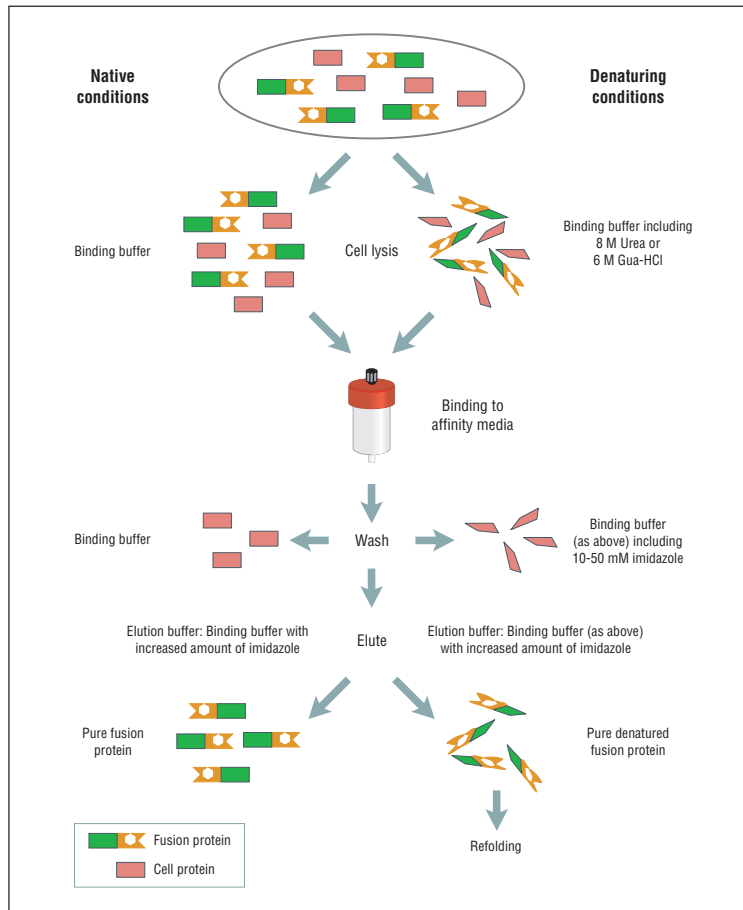 Native
conditions
Denaturing
conditions
Binding buffer
Cell lysis
Binding buffer including
8 M Urea or
6 M Gua-HCl
Binding to
affinity media
Binding buffer
Wash
Binding buffer
(as above) including
10-50 mM imidazole
Elution buffer: Binding buffer with
increased amount of imidazole
Elute
Elution buffer: Binding buffer (as above)
with increased amount of imidazole
Pure fusion
protein
Pure denatured
fusion protein
Refolding
Fusion protein
Cell protein